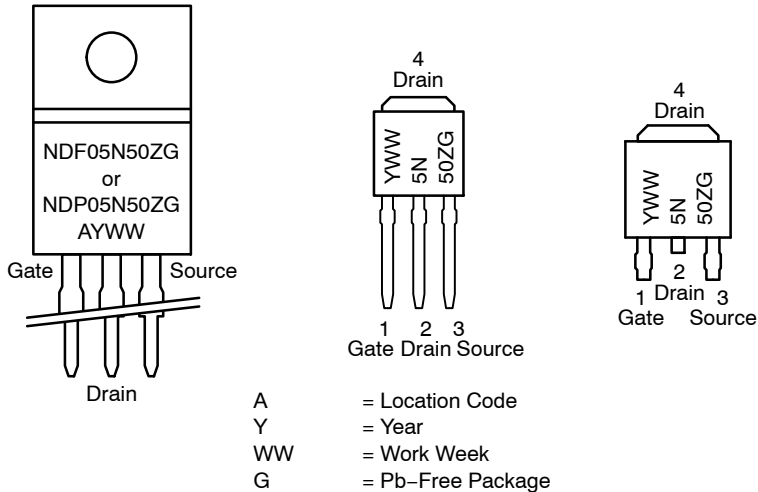 NDF05N50ZG
or
NDP05N50ZG
AYWW
Gate
Source
Drain
4
Drain
YWW
5N
50ZG
1 2 3
Gate Drain Source
4
Drain
YWW
5N
50ZG
1
Gate
2
Drain
3
Source
A = Location Code
Y = Year
WW = Work Week
G = Pb−Free Package